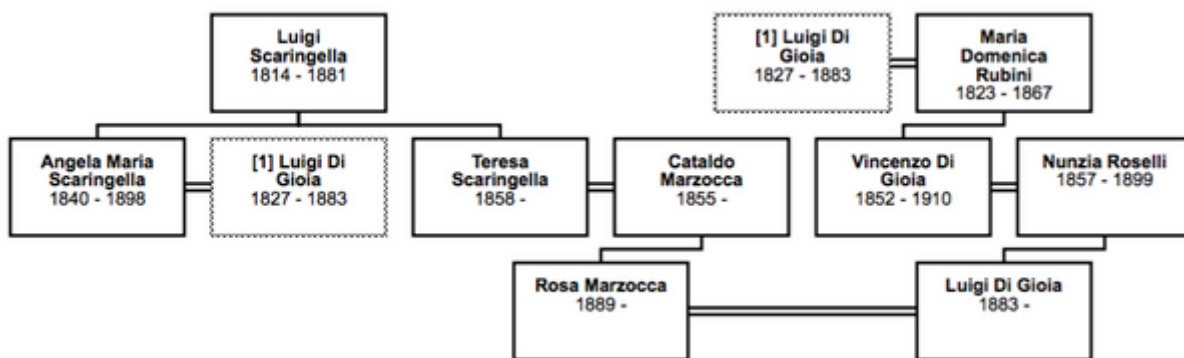 Luigi
Scaringella
1814 - 1881
[1] Luigi Di
Gioia
1827 - 1883
Maria
Domenica
Rubini
1823 - 1867
Angela Maria
Scaringella
1840 - 1898
[1] Luigi Di
Gioia
1827 - 1883
Teresa
Scaringella
1858 -
Cataldo
Marzocca
1855 -
Vincenzo Di
Gioia
1852 - 1910
Nunzia Roselli
1857 - 1899
Rosa Marzocca
1889 -
Luigi Di Gioia
1883 -